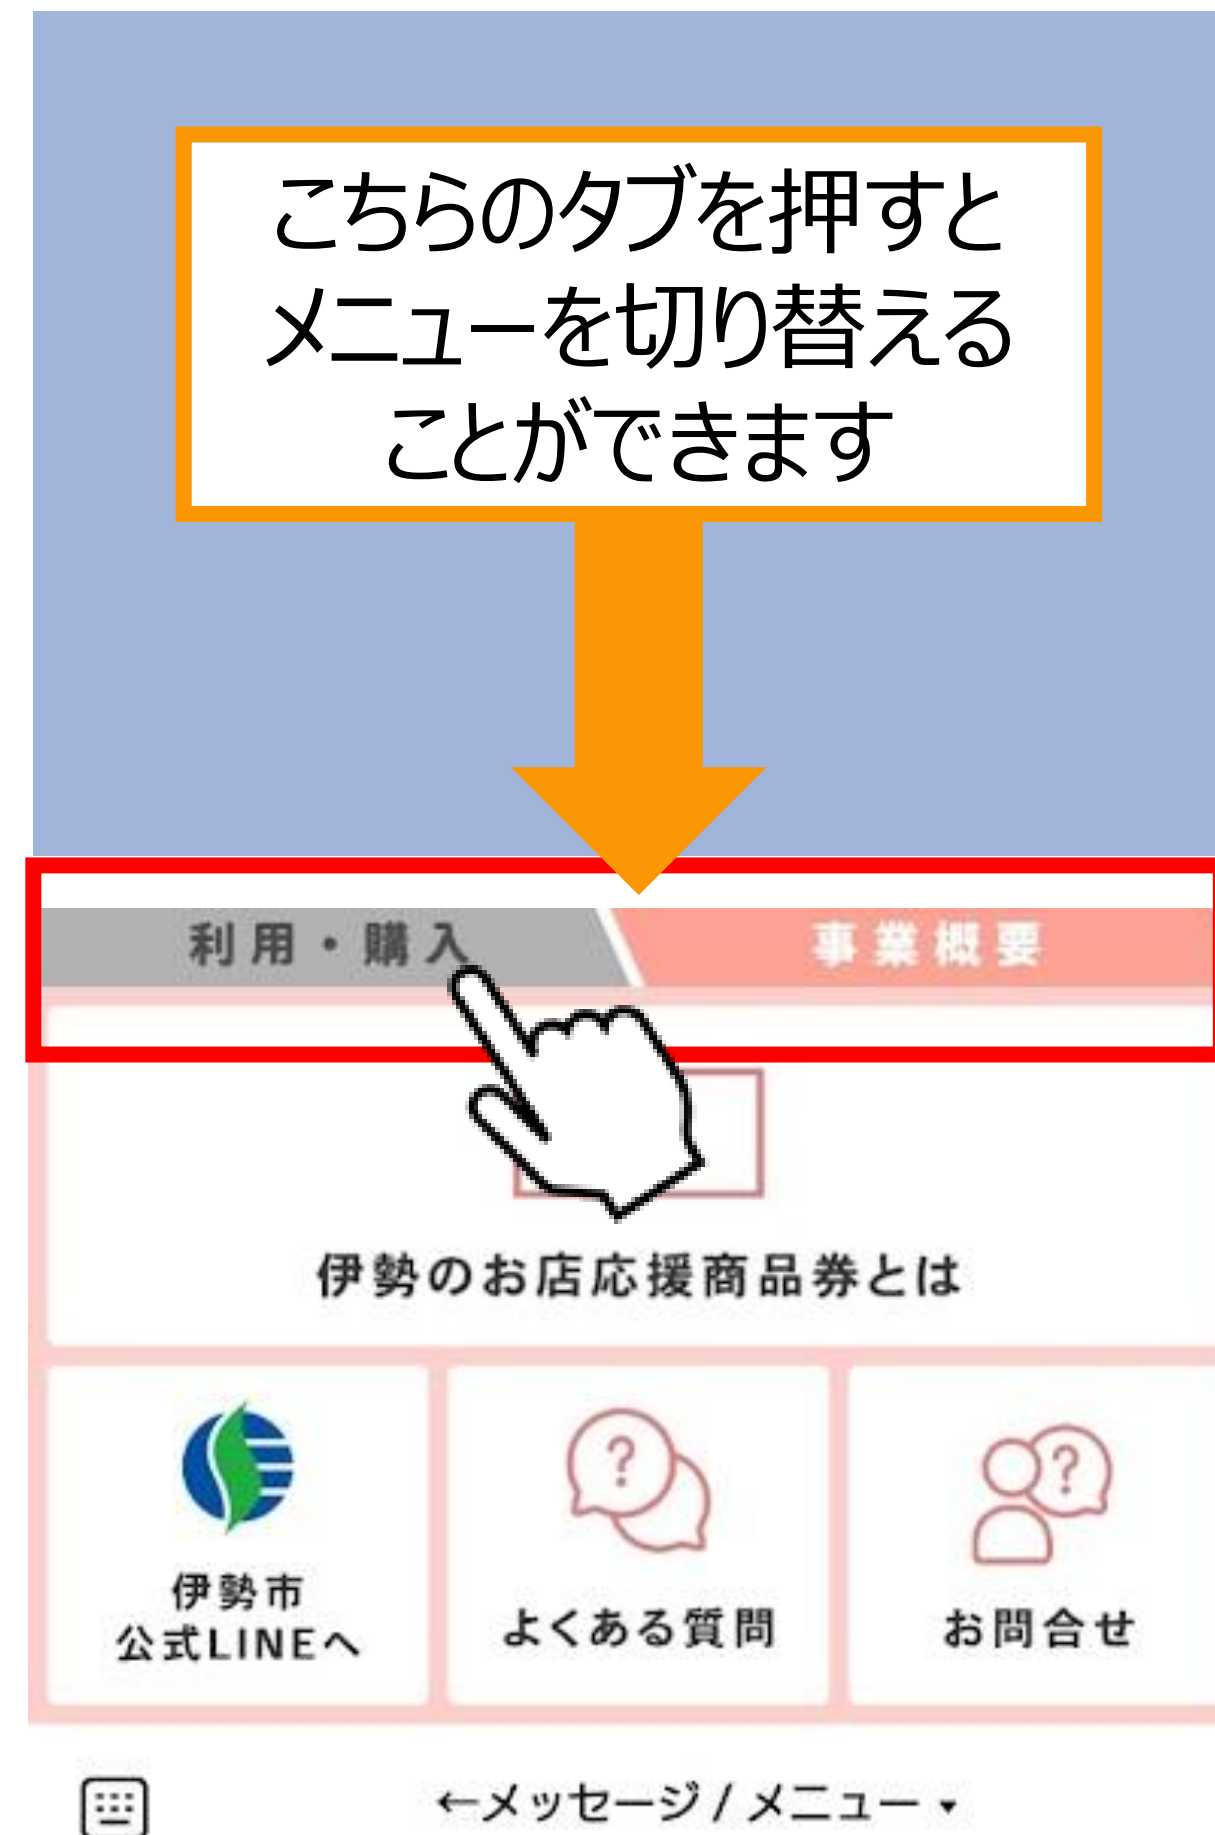 こちらのタブを押すと
メニューを切り替える
ことができます
利用・購入
事業概要
伊勢のお店応援商品券とは
伊勢市
公式LINEへ
よくある質問
お問合せ
←メッセージ / メニュー ▾